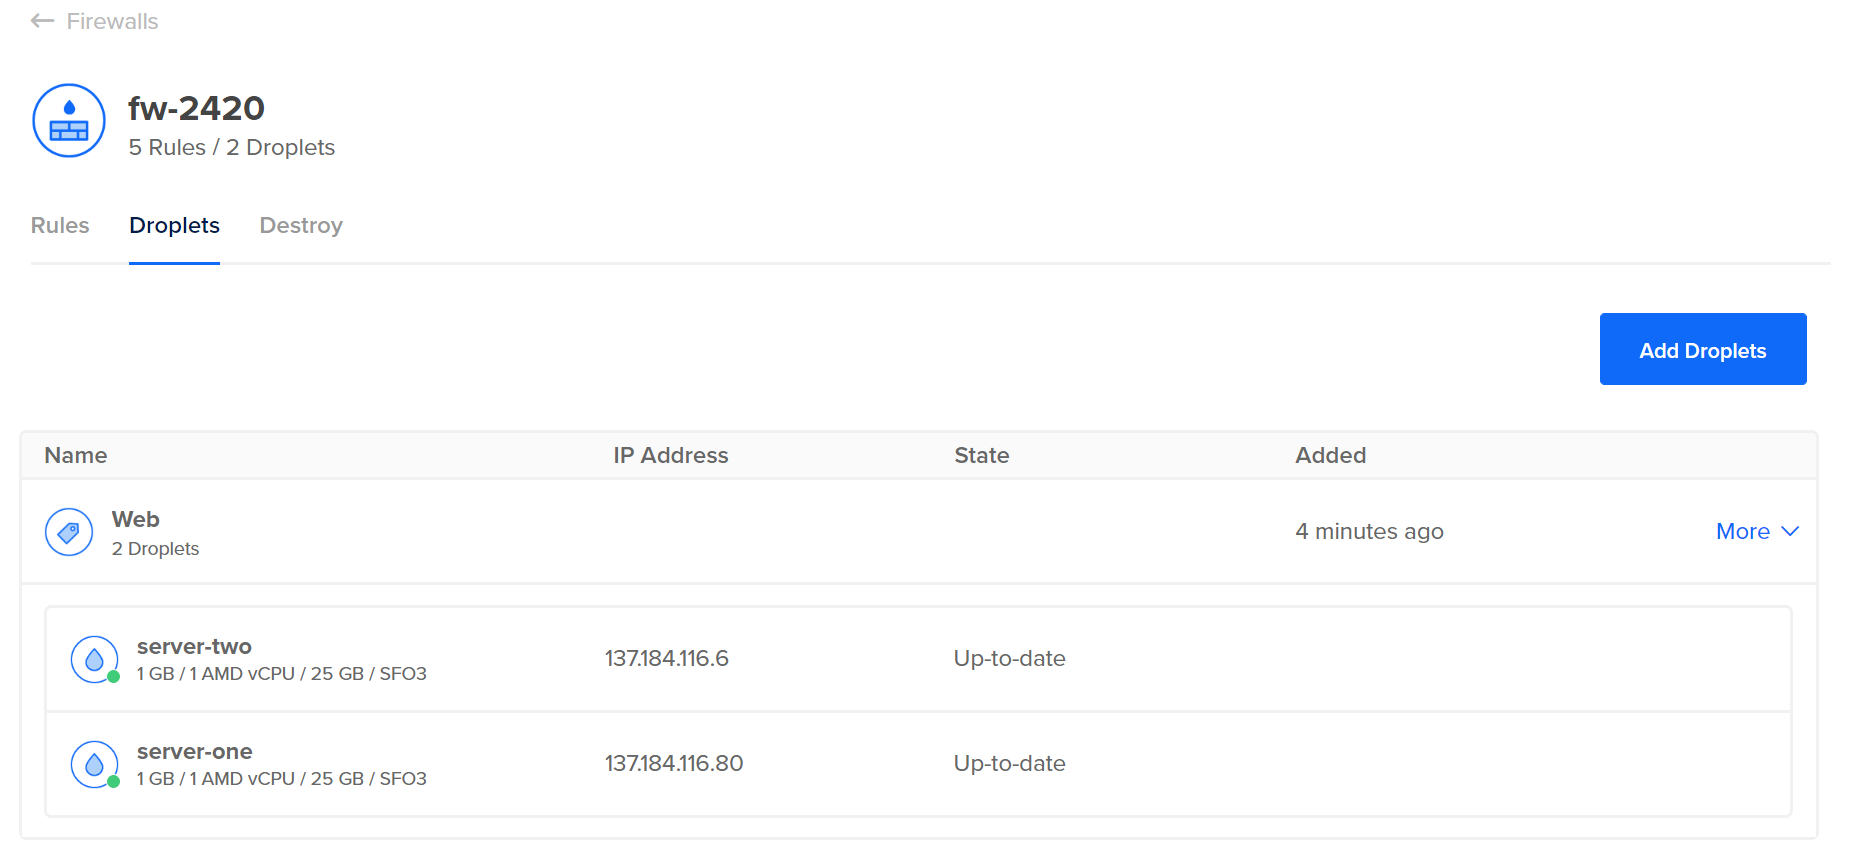 ← Firewalls
fw-2420
5 Rules / 2 Droplets
Rules Droplets Destroy
Add Droplets
Name IP Address State Added
Web
2 Droplets
4 minutes ago
More
server-two
1 GB / 1 AMD vCPU / 25 GB / SFO3
137.184.116.6
Up-to-date
server-one
1 GB / 1 AMD vCPU / 25 GB / SFO3
137.184.116.80
Up-to-date